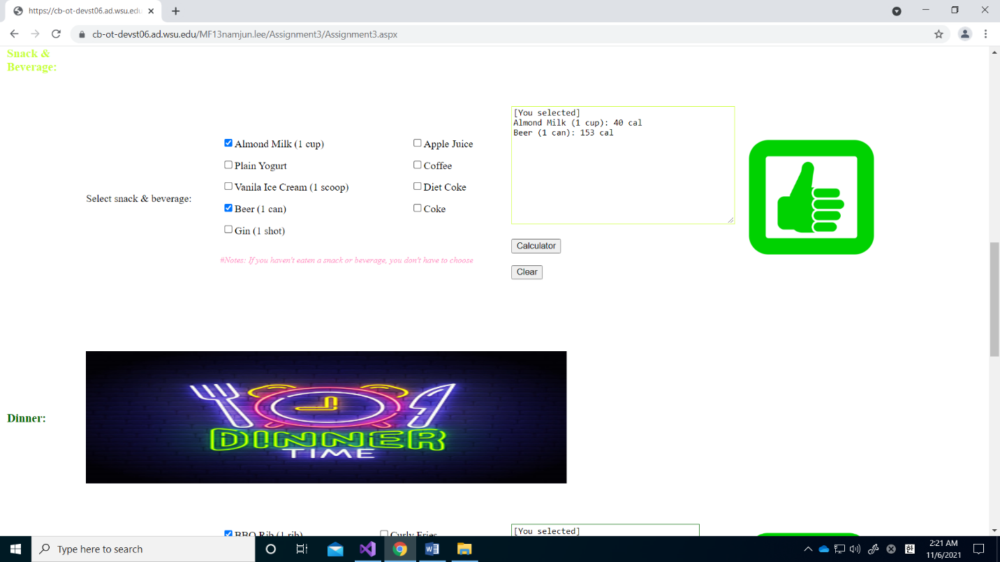 https://cb-ot-devst06.ad.wsu.edu
cb-ot-devst06.ad.wsu.edu/MF13namjun.lee/Assignment3/Assignment3.aspx
Snack &
Beverage:
Select snack & beverage:
Almond Milk (1 cup)
Apple Juice
Plain Yogurt
Coffee
Vanila Ice Cream (1 scoop)
Diet Coke
Beer (1 can)
Coke
Gin (1 shot)
#Notes: If you haven't eaten a snack or beverage, you don't have to choose
[You selected]
Almond Milk (1 cup): 40 cal
Beer (1 can): 153 cal
Calculator
Clear
Dinner:
DINNER
TIME
BBQ Rib (1 rib)
Curly Fries
[You selected]
Type here to search
한
2:21 AM
11/6/2021